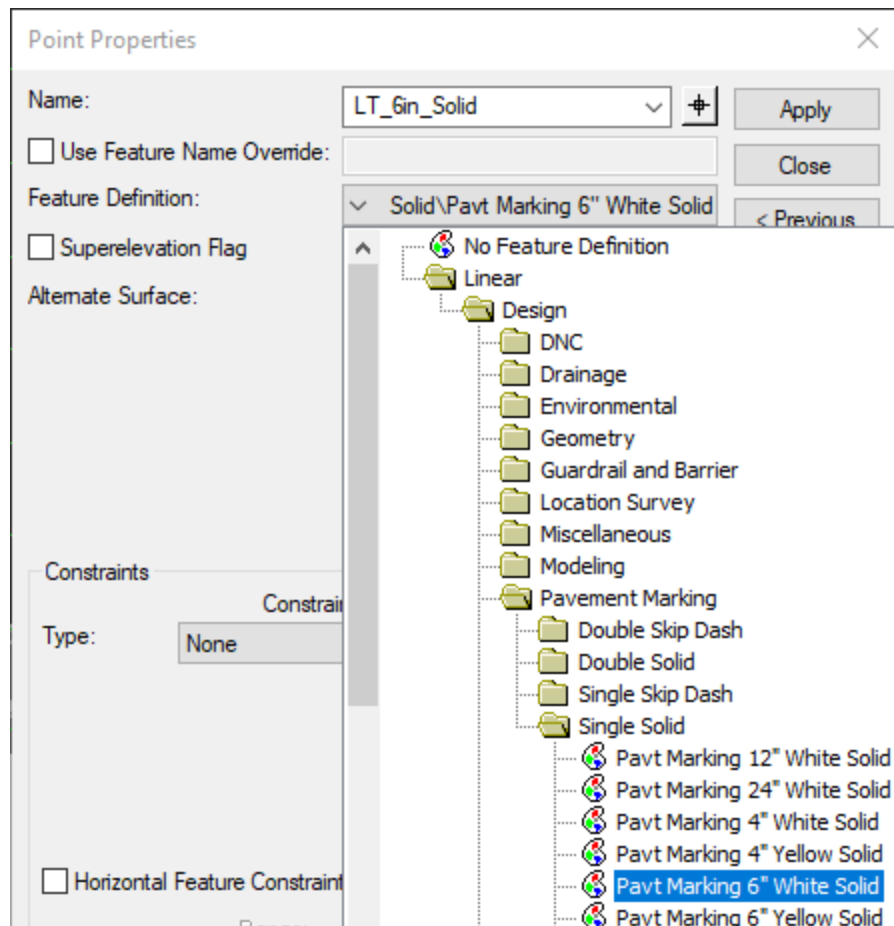 Point Properties
Name:
LT_6in_Solid
Apply
Use Feature Name Override:
Close
Feature Definition:
Solid\Pavt Marking 6" White Solid
< Previous
Superelevation Flag
No Feature Definition
Linear
Alternate Surface:
Design
DNC
Drainage
Environmental
Geometry
Guardrail and Barrier
Location Survey
Miscellaneous
Modeling
Constraints
Pavement Marking
Type:
None
Double Skip Dash
Double Solid
Single Skip Dash
Single Solid
Pavt Marking 12" White Solid
Pavt Marking 24" White Solid
Pavt Marking 4" White Solid
Pavt Marking 4" Yellow Solid
Horizontal Feature Constraint
Pavt Marking 6" White Solid
Pavt Marking 6" Yellow Solid